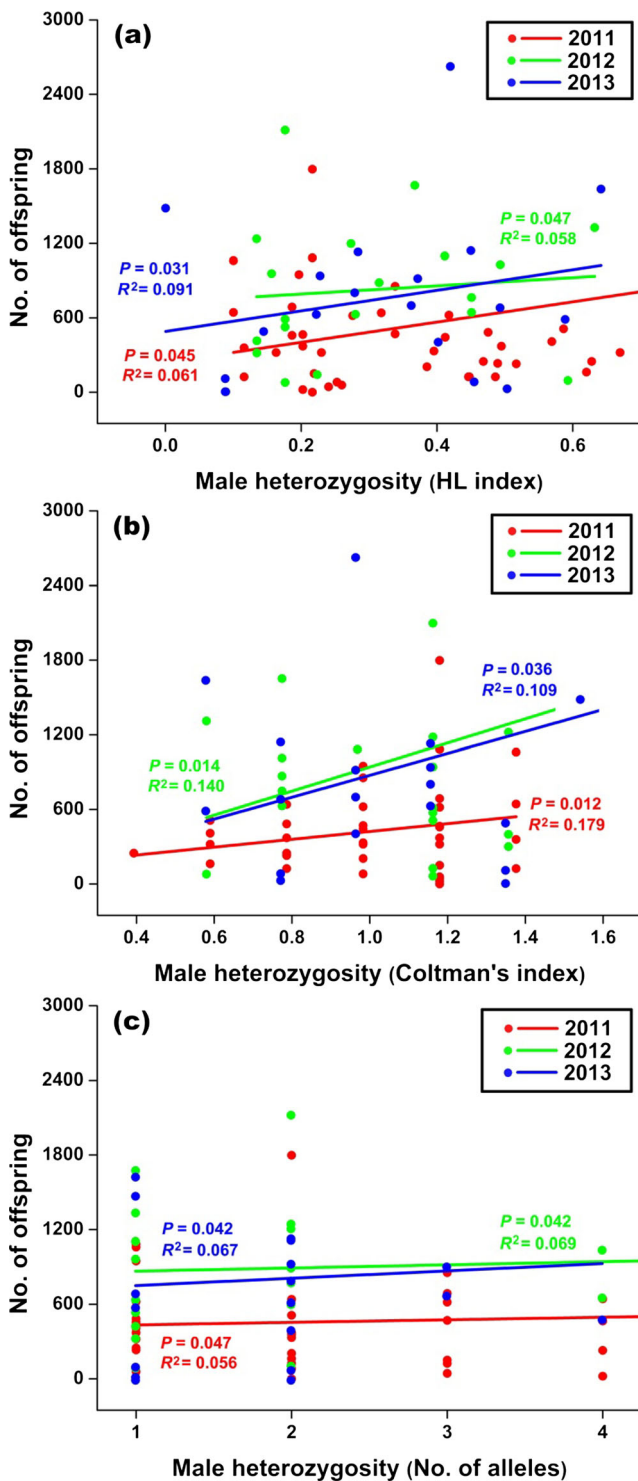 (a)
2011
2012
2013
3000
2400
1800
1200
600
0
No. of offspring
P = 0.047
R² = 0.058
P = 0.031
R² = 0.091
P = 0.045
R² = 0.061
0.0 0.2 0.4 0.6
Male heterozygosity (HL index)
(b)
2011
2012
2013
3000
2400
1800
1200
600
0
No. of offspring
P = 0.036
R² = 0.109
P = 0.014
R² = 0.140
P = 0.012
R² = 0.179
0.4 0.6 0.8 1.0 1.2 1.4 1.6
Male heterozygosity (Coltman's index)
(c)
2011
2012
2013
3000
2400
1800
1200
600
0
No. of offspring
P = 0.042
R² = 0.067
P = 0.042
R² = 0.069
P = 0.047
R² = 0.056
1 2 3 4
Male heterozygosity (No. of alleles)